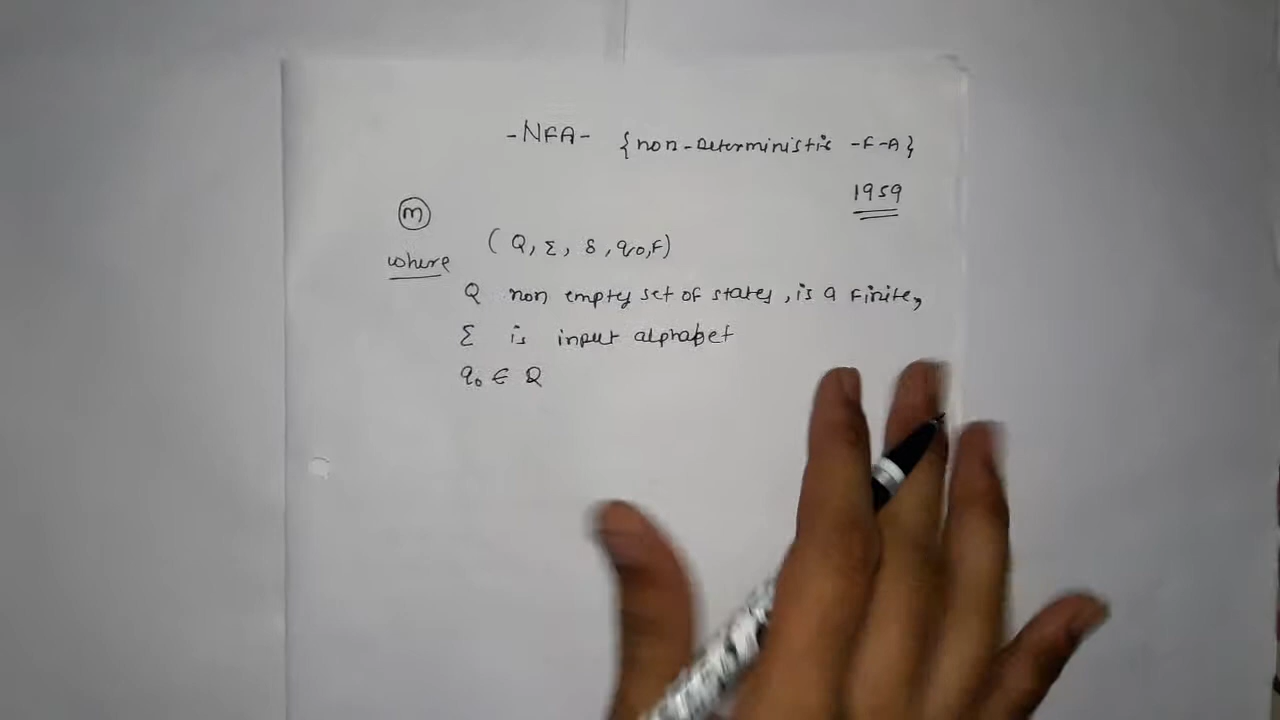 -NFA- {non-Deterministic -F-A}
1959
m
(Q, Σ, δ, q0, F)
where
Q non empty set of states, is a finite,
Σ is input alphabet
q0 ∈ Q